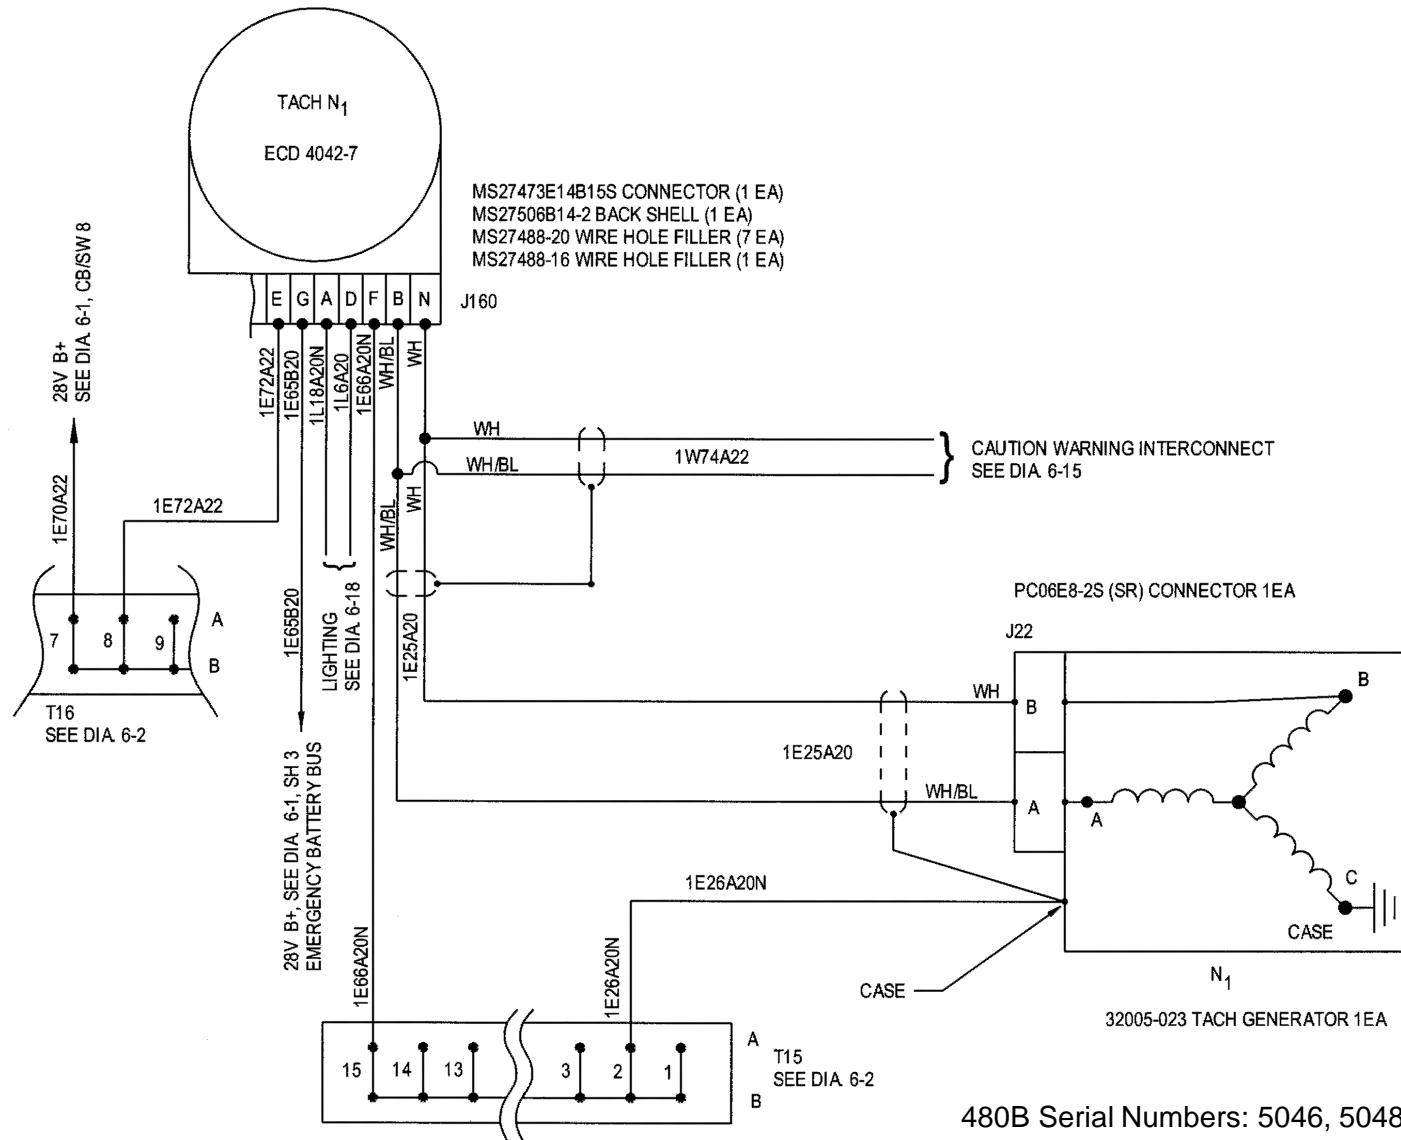 TACH N1
ECD 4042-7
MS27473E14B15S CONNECTOR (1 EA)
MS27506B14-2 BACK SHELL (1 EA)
MS27488-20 WIRE HOLE FILLER (7 EA)
MS27488-16 WIRE HOLE FILLER (1 EA)
E G A D F B N
J160
28V B+
SEE DIA. 6-1, CB/SW 8
1E72A22
1E65B20
1L18A20N
1L6A20
1E66A20N
WH/BL
WH
WH
WH/BL
1W74A22
CAUTION WARNING INTERCONNECT
SEE DIA. 6-15
1E70A22
1E72A22
WH/BL
WH
1E65B20
LIGHTING
SEE DIA. 6-18
1E25A20
7 8 9
A
B
T16
SEE DIA. 6-2
28V B+, SEE DIA. 6-1, SH 3
EMERGENCY BATTERY BUS
PC06E8-2S (SR) CONNECTOR 1EA
J22
WH
B
B
1E25A20
WH/BL
A
A
C
CASE
1E26A20N
CASE
N1
32005-023 TACH GENERATOR 1EA
1E66A20N
1E26A20N
15 14 13 3 2 1
A
B
T15
SEE DIA. 6-2
480B Serial Numbers: 5046, 5048